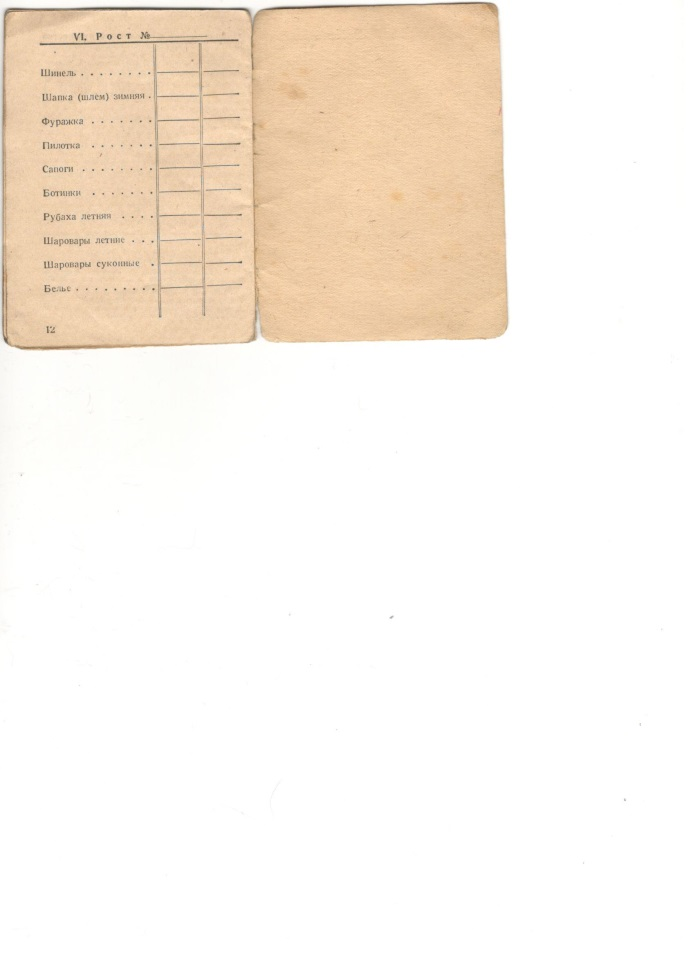 VI. Рост №
Шинель
Шапка (шлем) зимняя
Фуражка
Пилотка
Сапоги
Ботинки
Рубаха летняя
Шаровары летние
Шаровары суконные
Белье
12